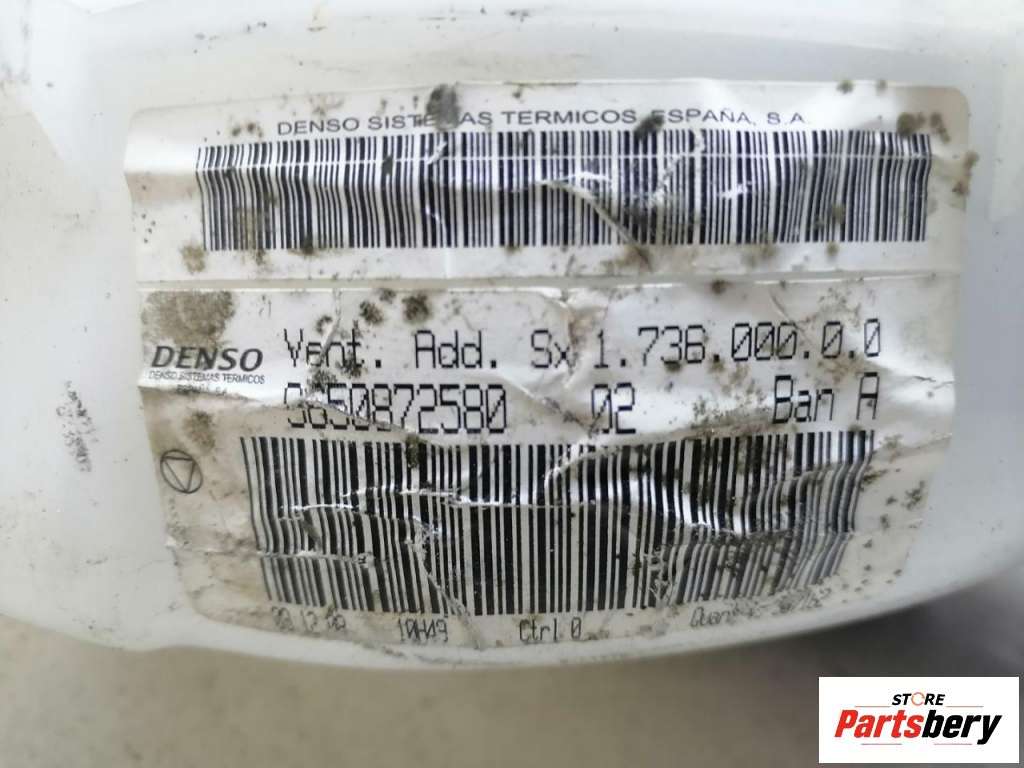 DENSO SISTEMAS TERMICOS ESPAÑA, S.A.
Vent. Add. Sx 1.736.000.0.0
DENSO
DENSO SISTEMAS TERMICOS
9650872580 02 Ban A
10H49 Ctrl 0
STORE
Partsbery